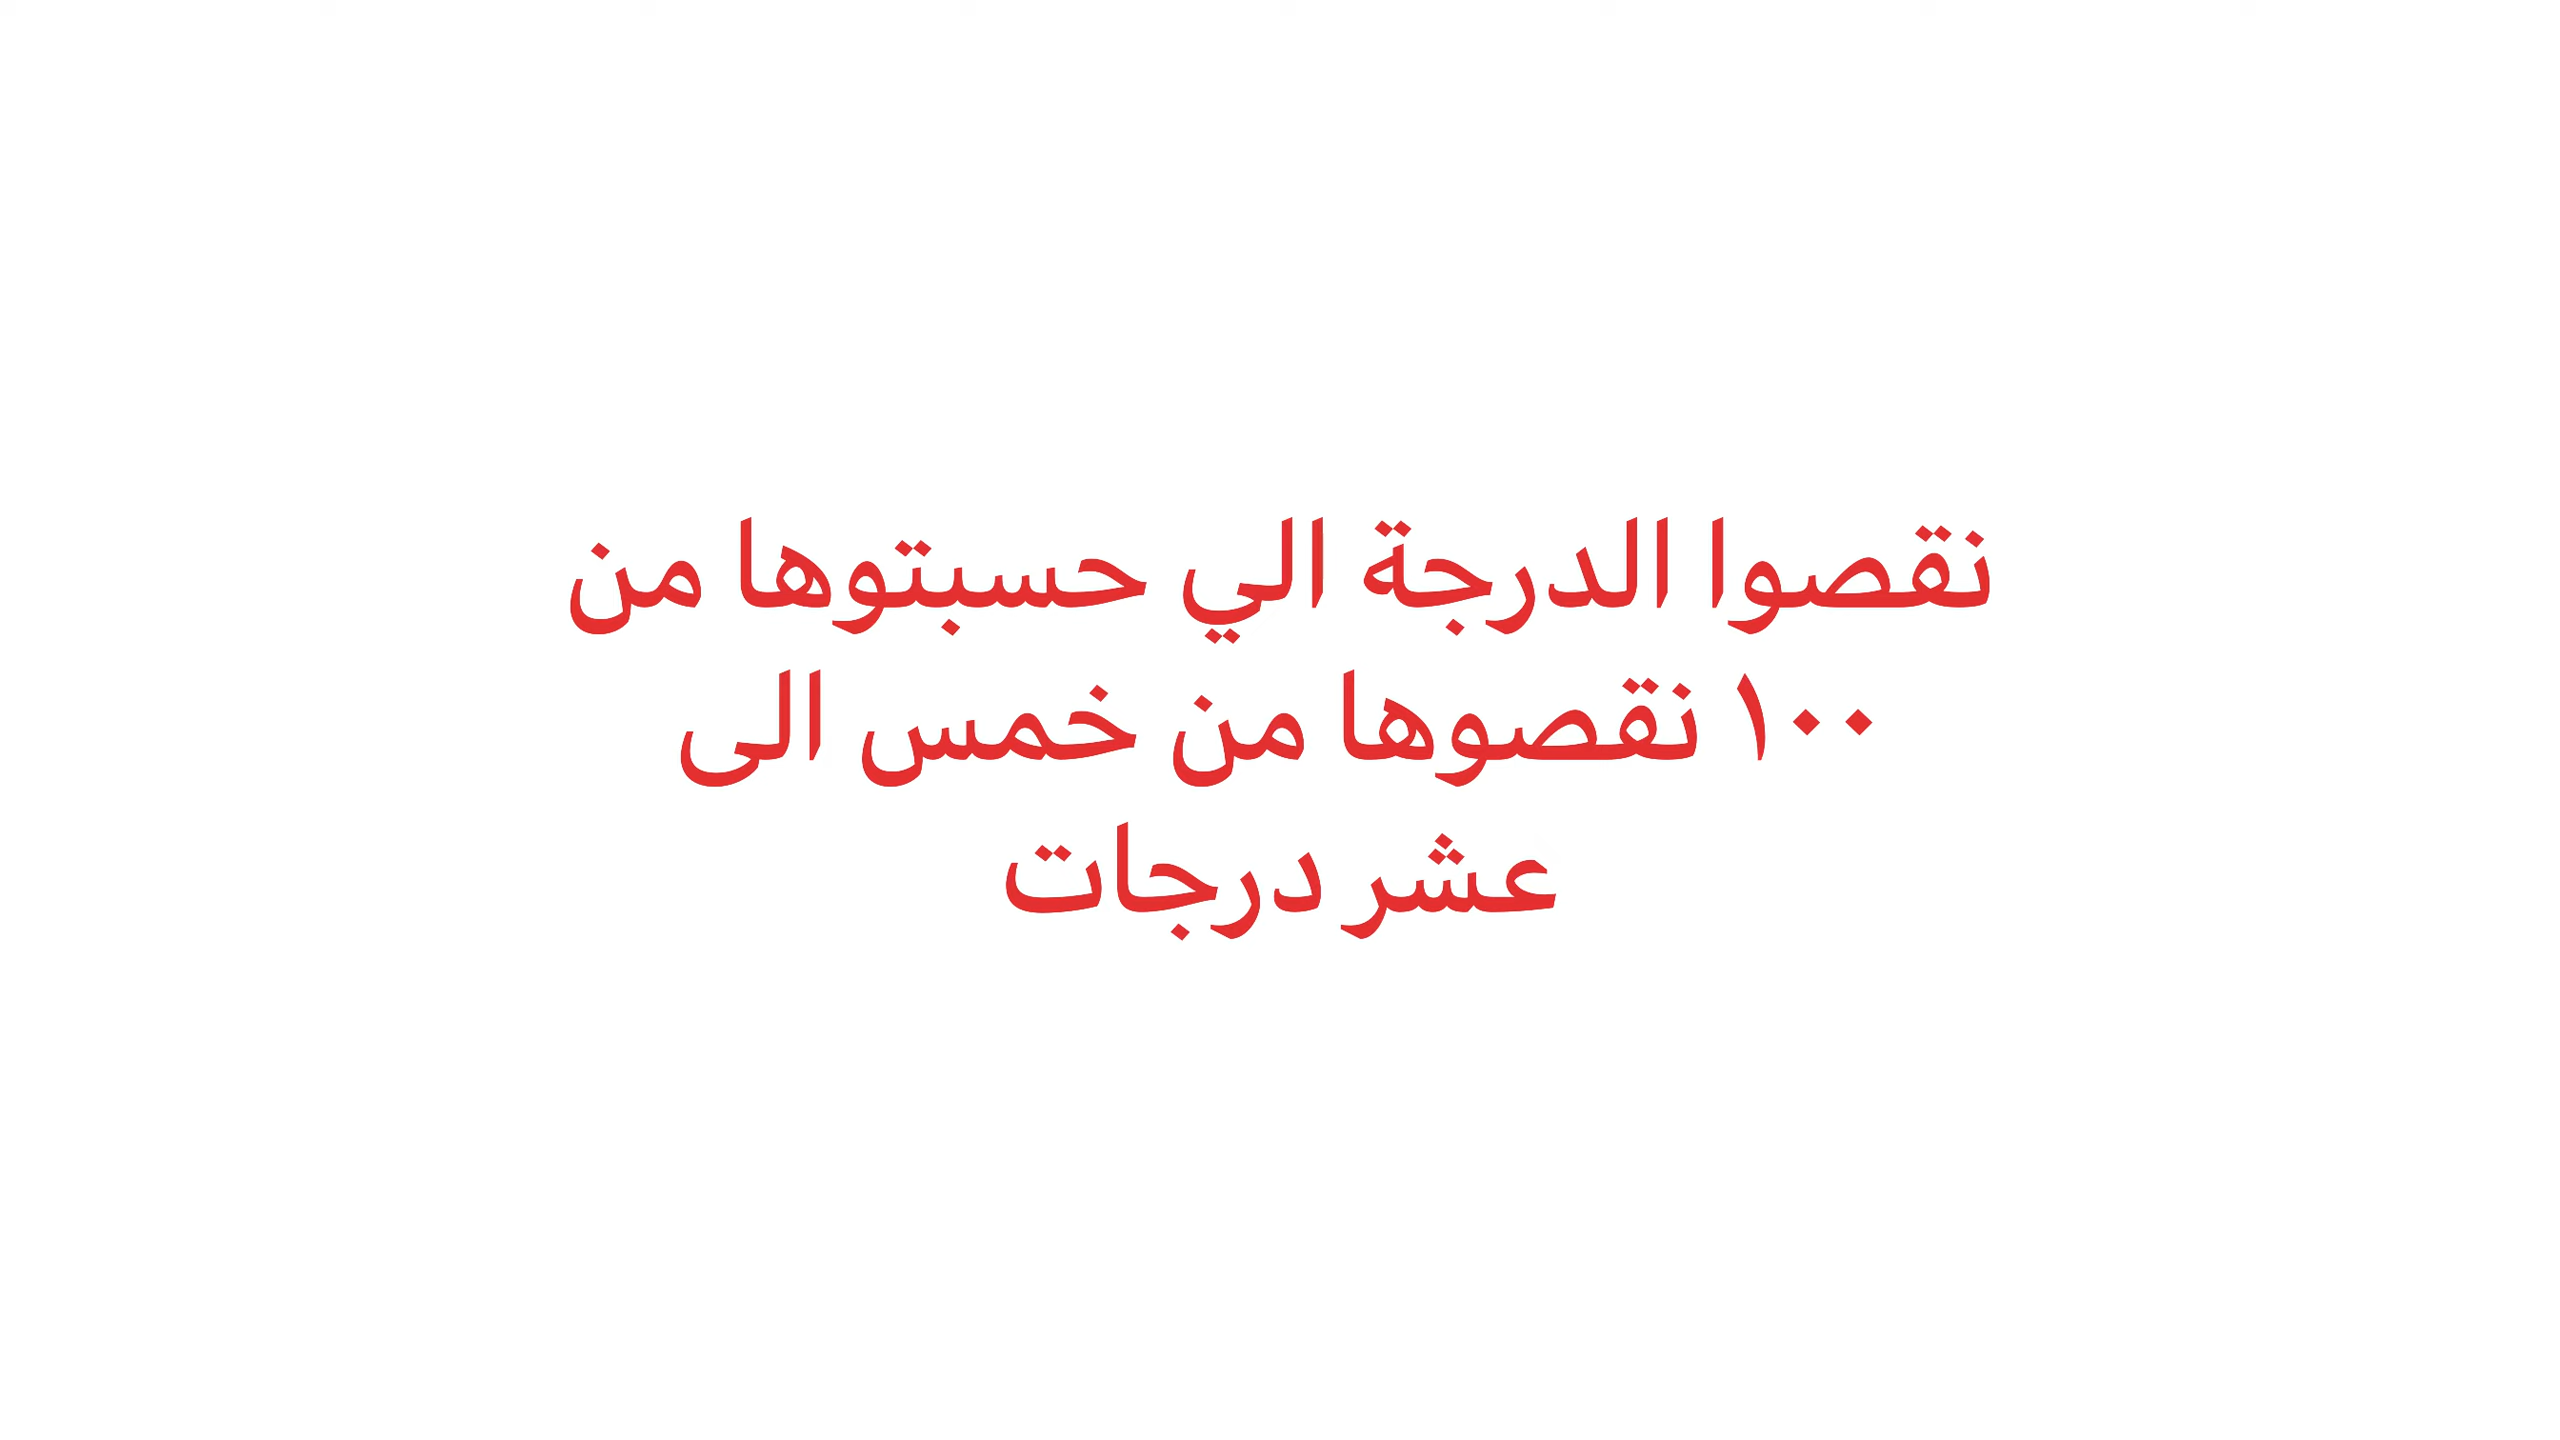 نقصوا الدرجة الي حسبتوها من
١٠٠ نقصوها من خمس الى
عشر درجات